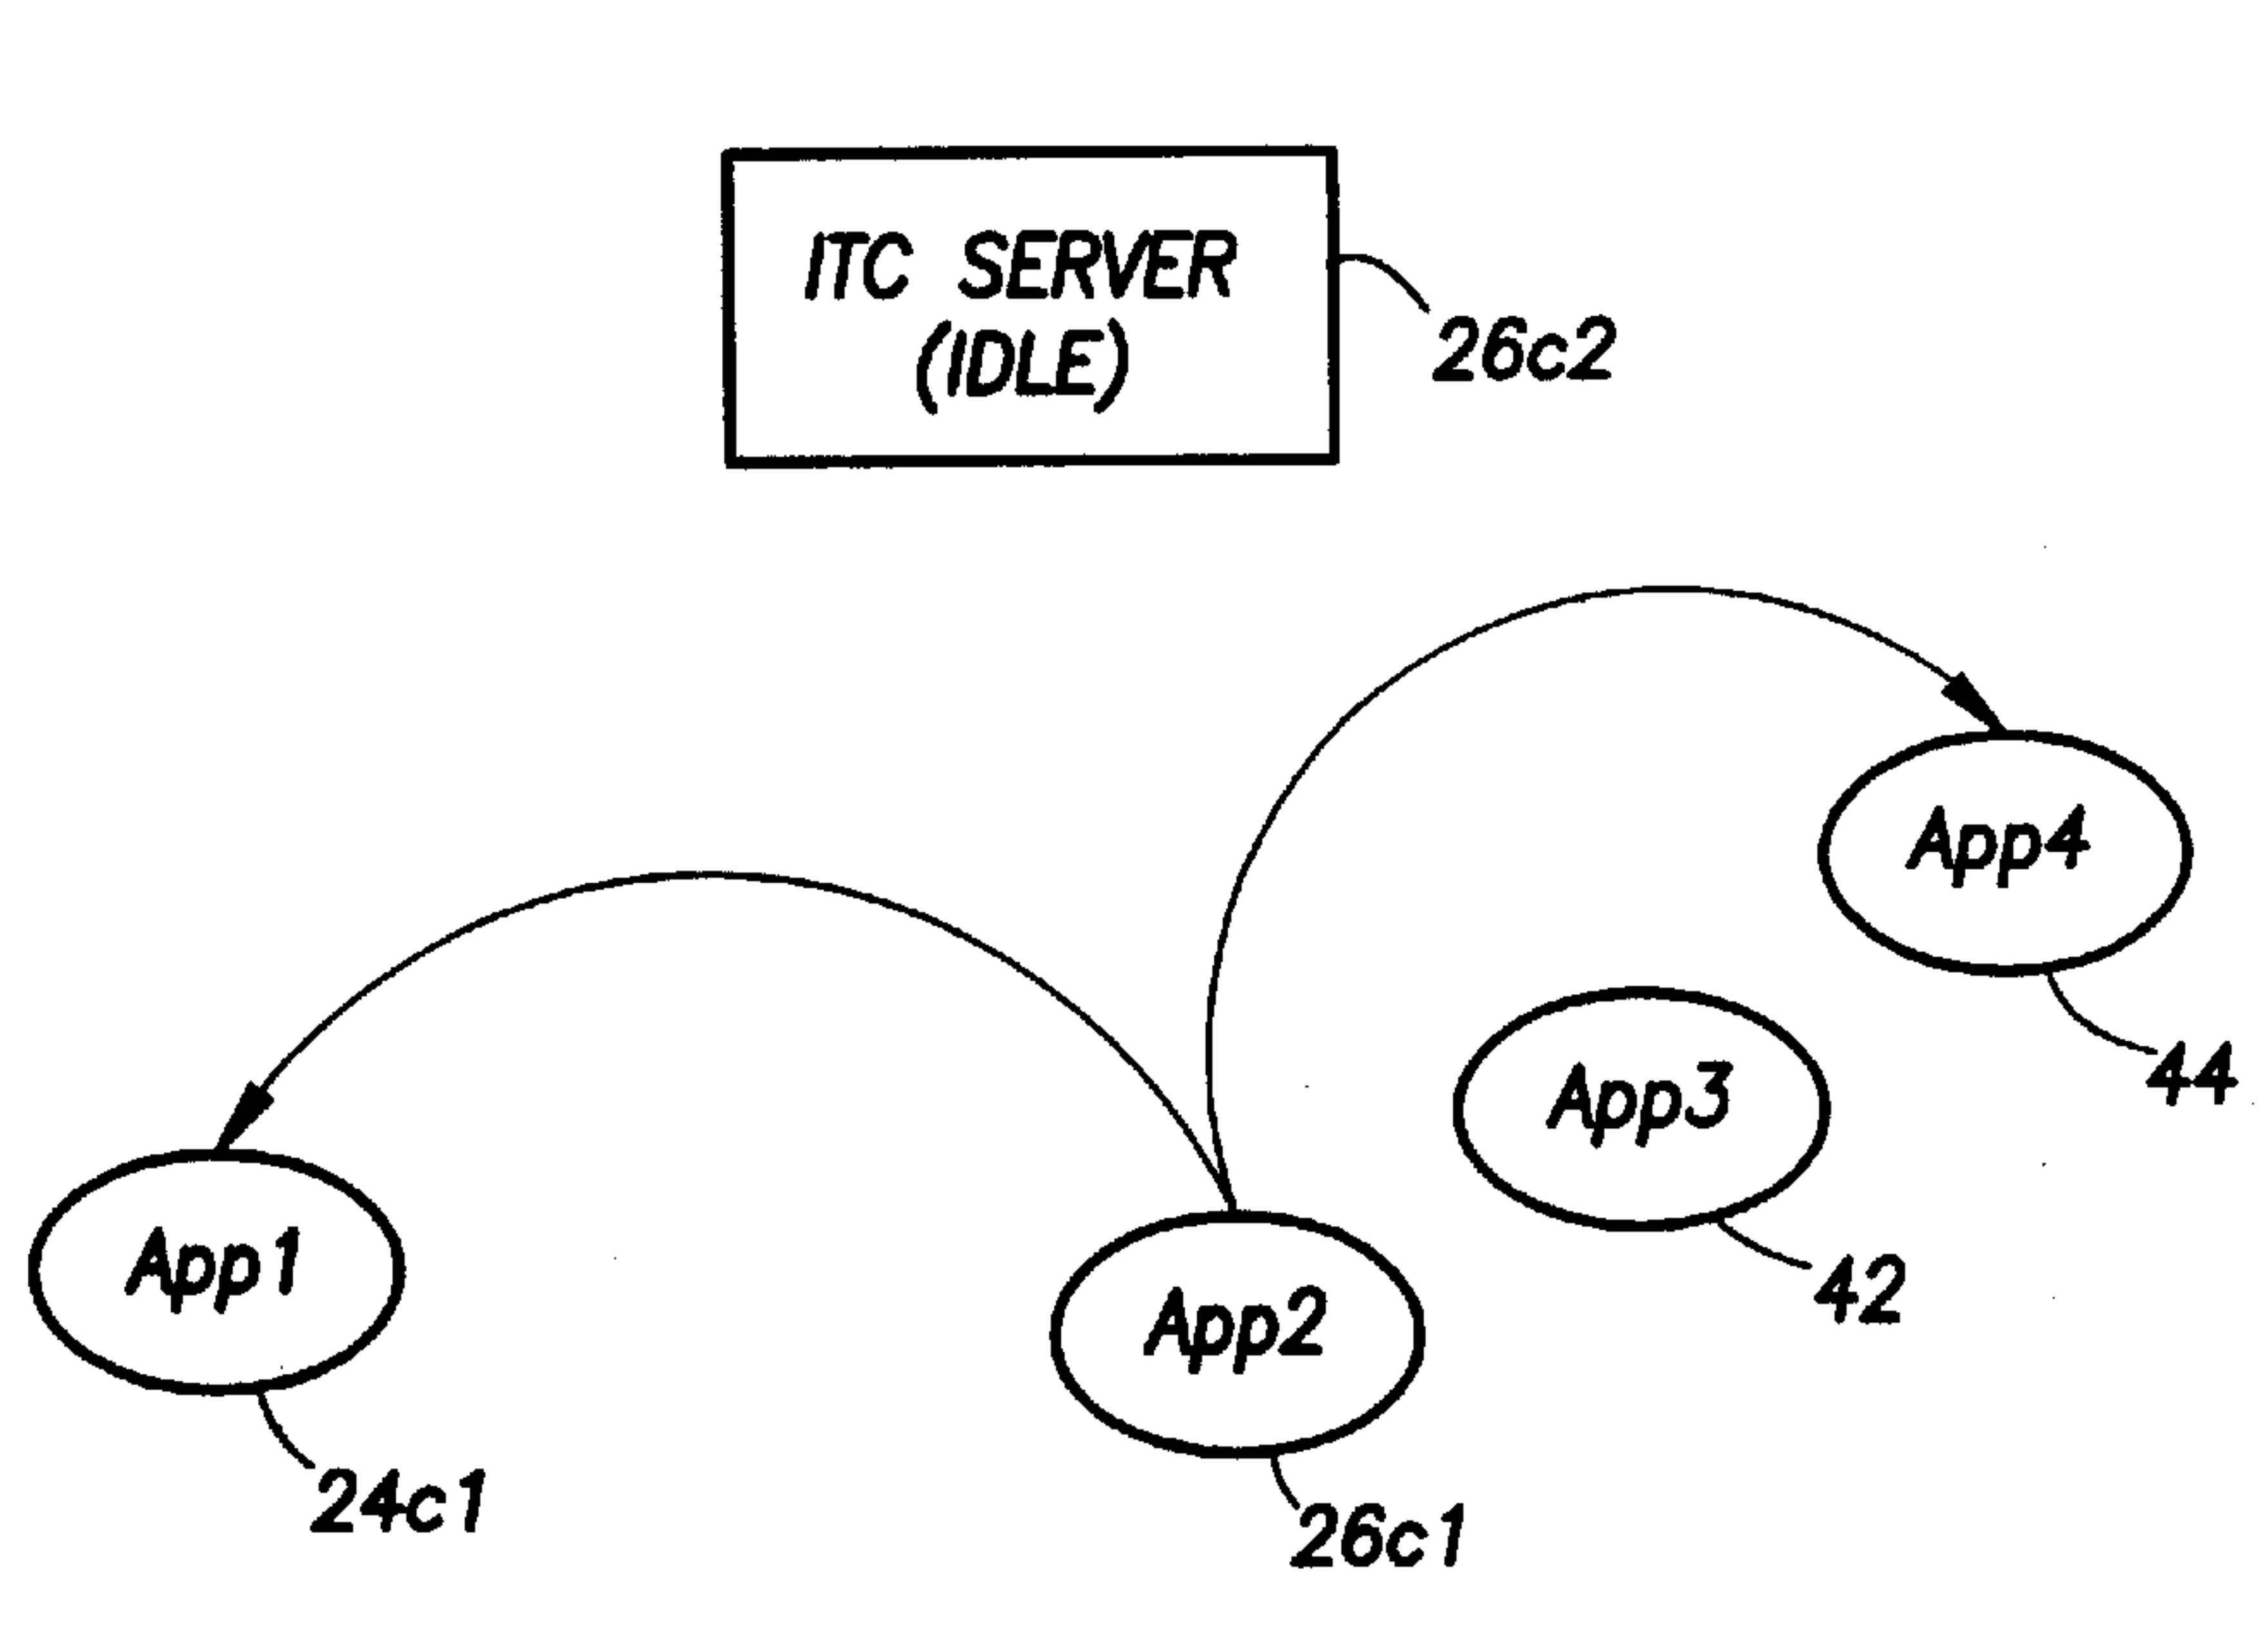 ITC SERVER
(IDLE)
26c2
App4
44
App3
42
App1
24c1
App2
26c1